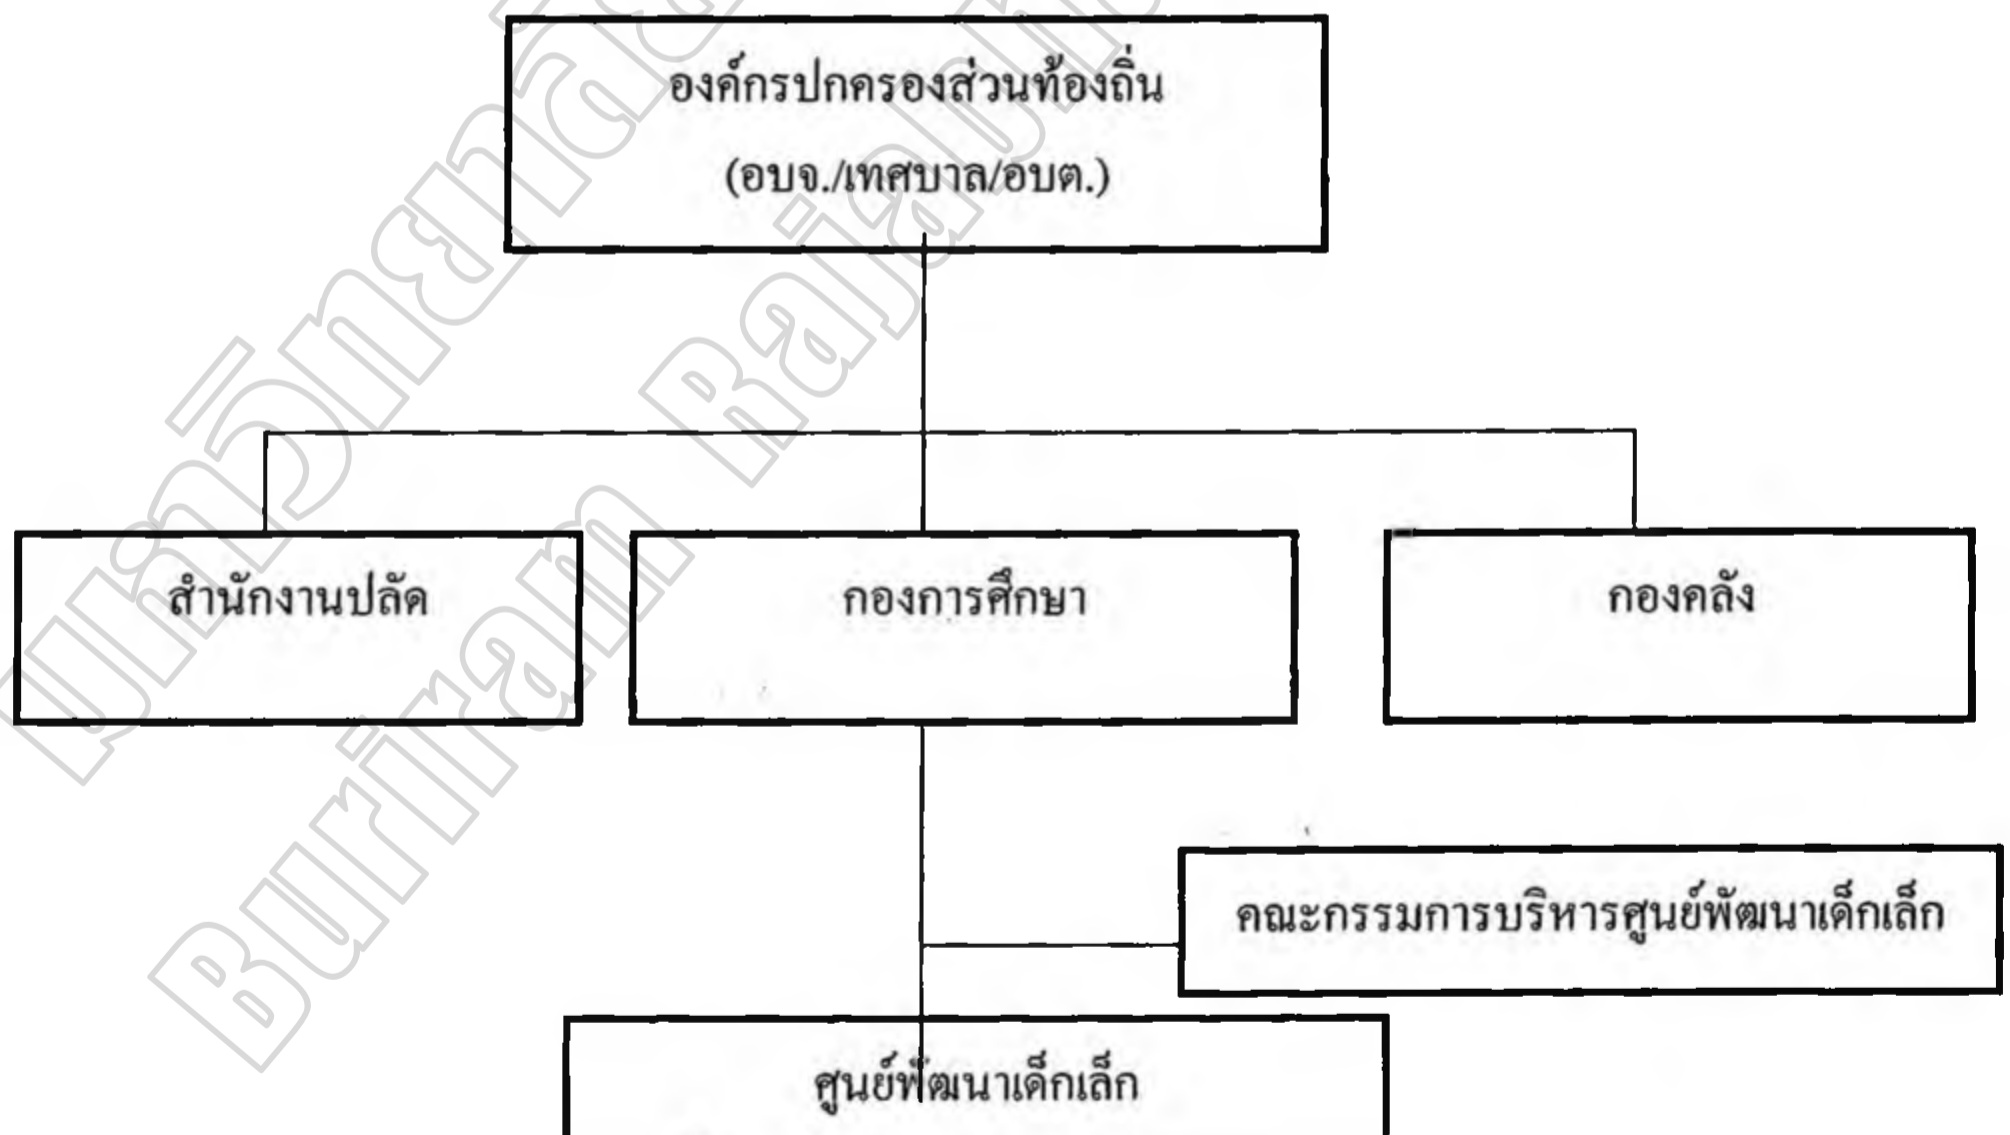 องค์กรปกครองส่วนท้องถิ่น
(อบจ./เทศบาล/อบต.)
สำนักงานปลัด
กองการศึกษา
กองคลัง
คณะกรรมการบริหารศูนย์พัฒนาเด็กเล็ก
ศูนย์พัฒนาเด็กเล็ก
Buriram